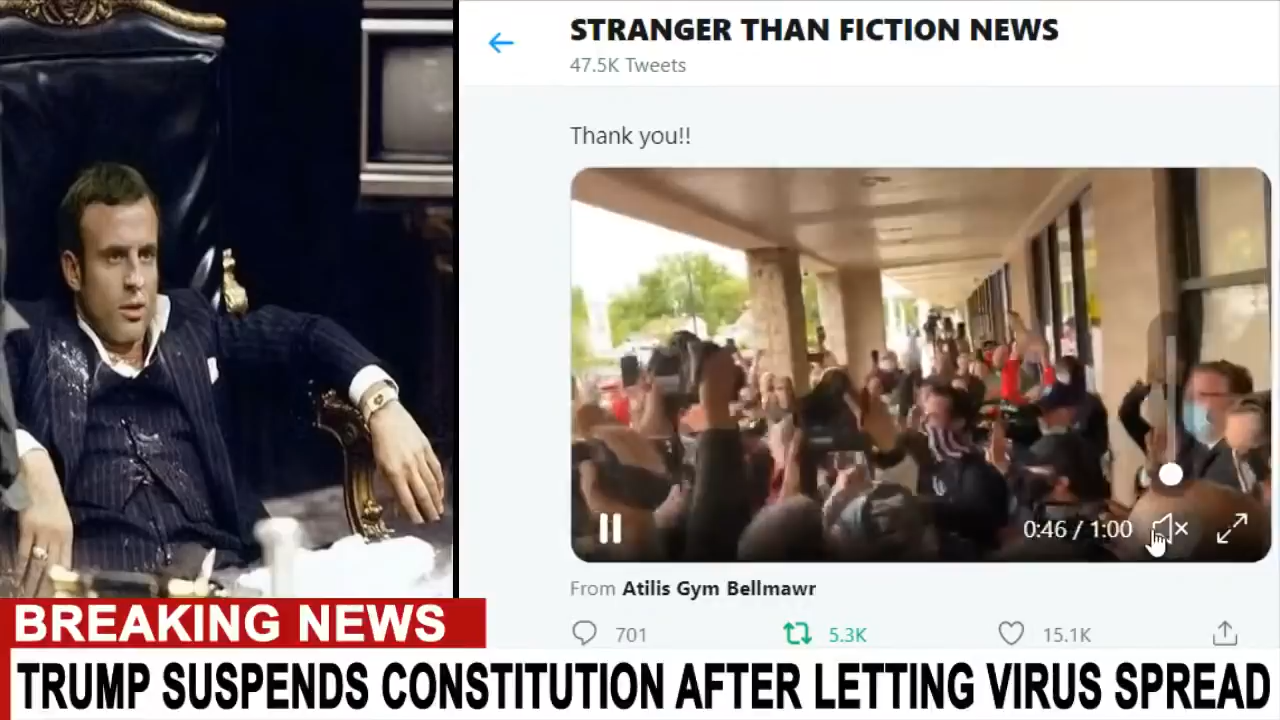 STRANGER THAN FICTION NEWS
47.5K Tweets
Thank you!!
0:46 / 1:00
From Atilis Gym Bellmawr
701
5.3K
15.1K
BREAKING NEWS
TRUMP SUSPENDS CONSTITUTION AFTER LETTING VIRUS SPREAD